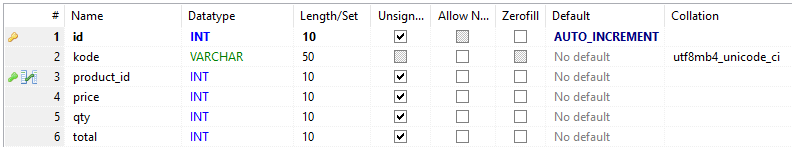 # Name Datatype Length/Set Unsign... Allow N... Zerofill Default Collation
1 id INT 10 AUTO_INCREMENT
2 kode VARCHAR 50 No default utf8mb4_unicode_ci
3 product_id INT 10 No default
4 price INT 10 No default
5 qty INT 10 No default
6 total INT 10 No default